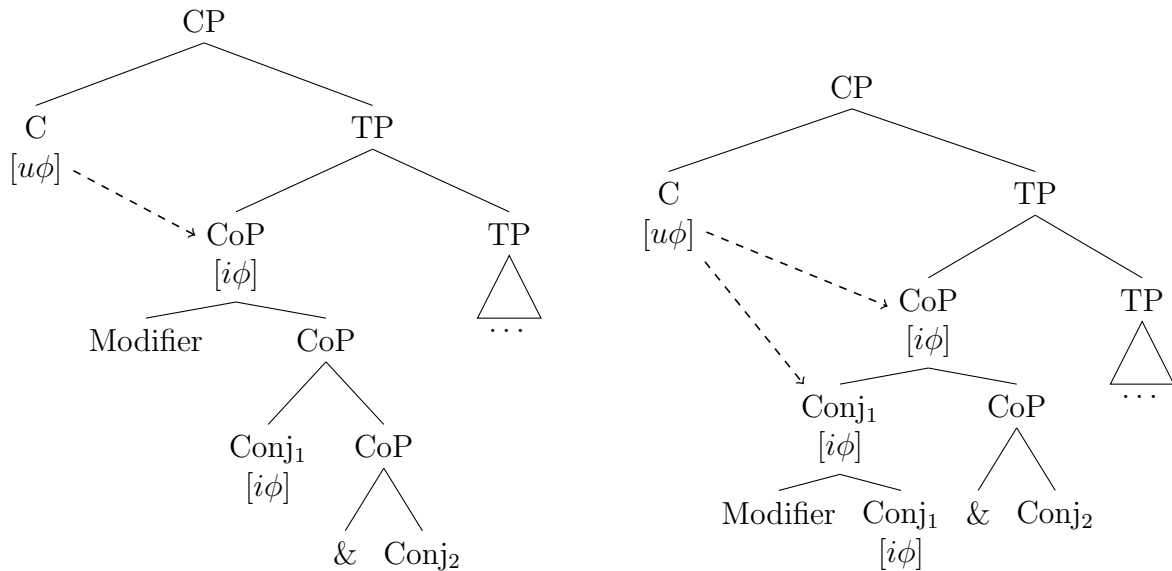 CP
C
TP
[uϕ]
CoP
TP
[iϕ]
...
Modifier
CoP
Conj₁
CoP
[iϕ]
& Conj₂
CP
C
TP
[uϕ]
CoP
TP
[iϕ]
...
Conj₁
CoP
[iϕ]
Modifier Conj₁ & Conj₂
[iϕ]